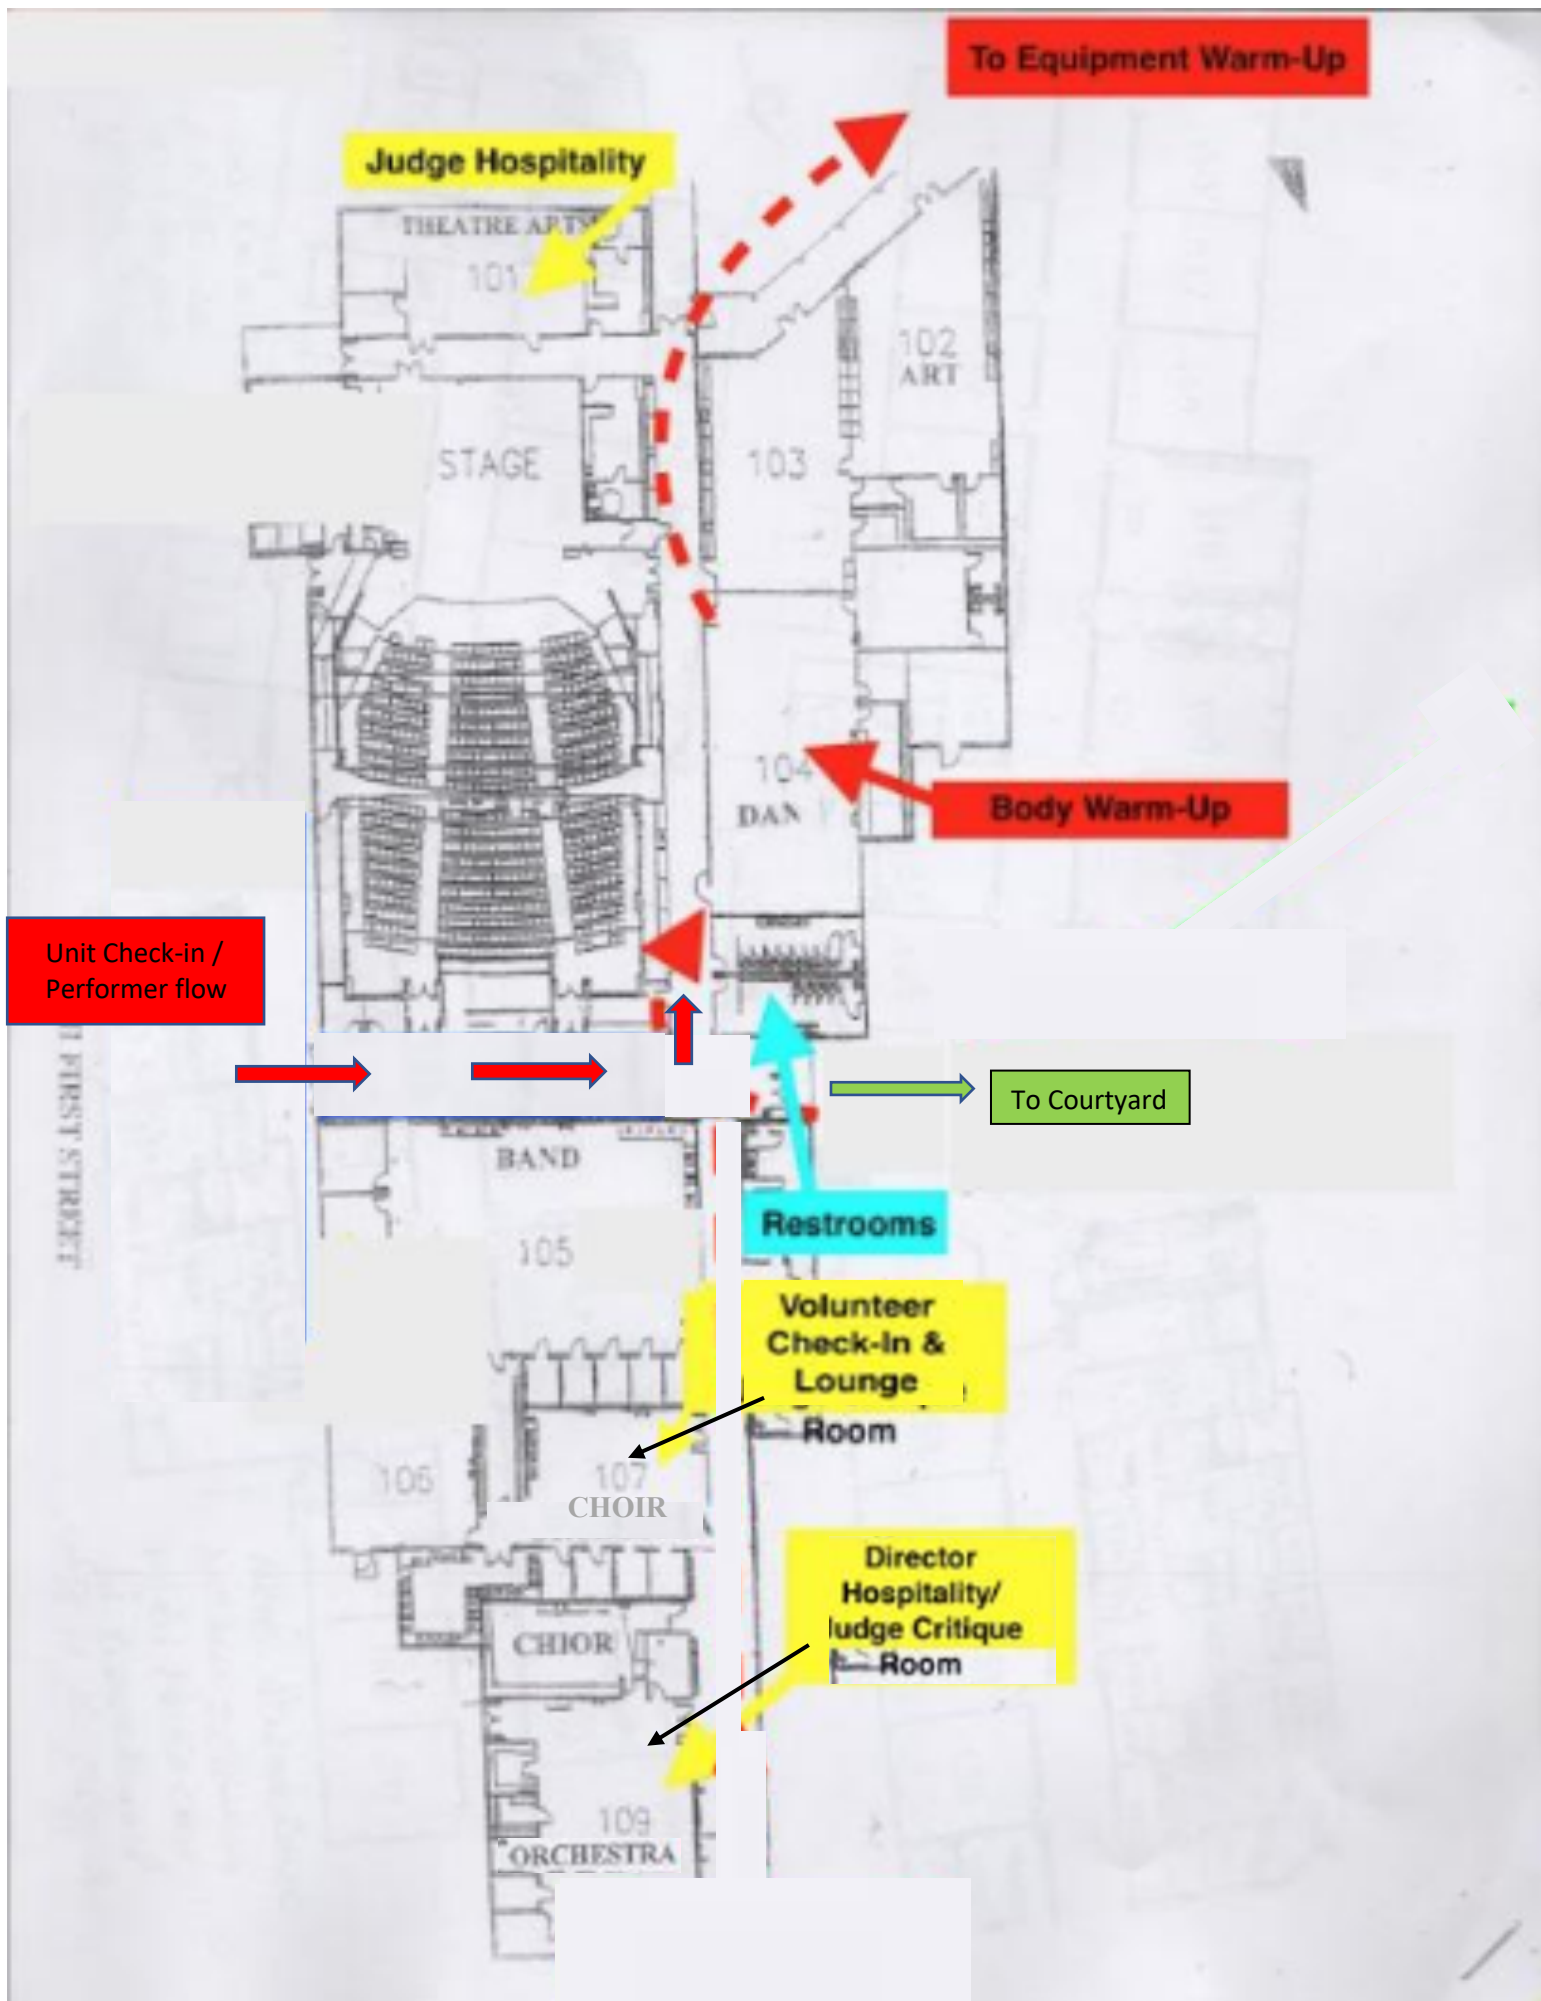 To Equipment Warm-Up
Judge Hospitality
THEATRE ARTS
101
102
ART
STAGE
103
104
DAN
Body Warm-Up
Unit Check-in /
Performer flow
FIRST STREET
To Courtyard
BAND
Restrooms
105
Volunteer
Check-In &
Lounge
Room
106
107
CHOIR
Director
Hospitality/
Judge Critique
Room
CHIOR
109
ORCHESTRA